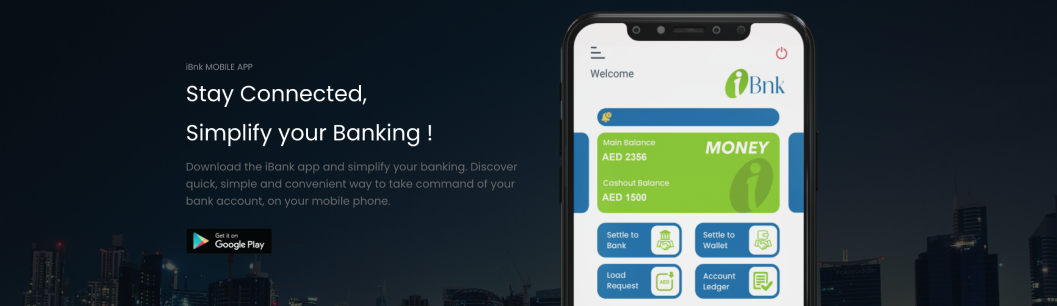 iBnk MOBILE APP
Stay Connected,
Simplify your Banking !
Download the iBank app and simplify your banking. Discover
quick, simple and convenient way to take command of your
bank account, on your mobile phone.
Get it on
Google Play
Welcome
iBnk
Main Balance
AED 2356
MONEY
Cashout Balance
AED 1500
Settle to
Bank
Settle to
Wallet
Load
Request
AED
Account
Ledger